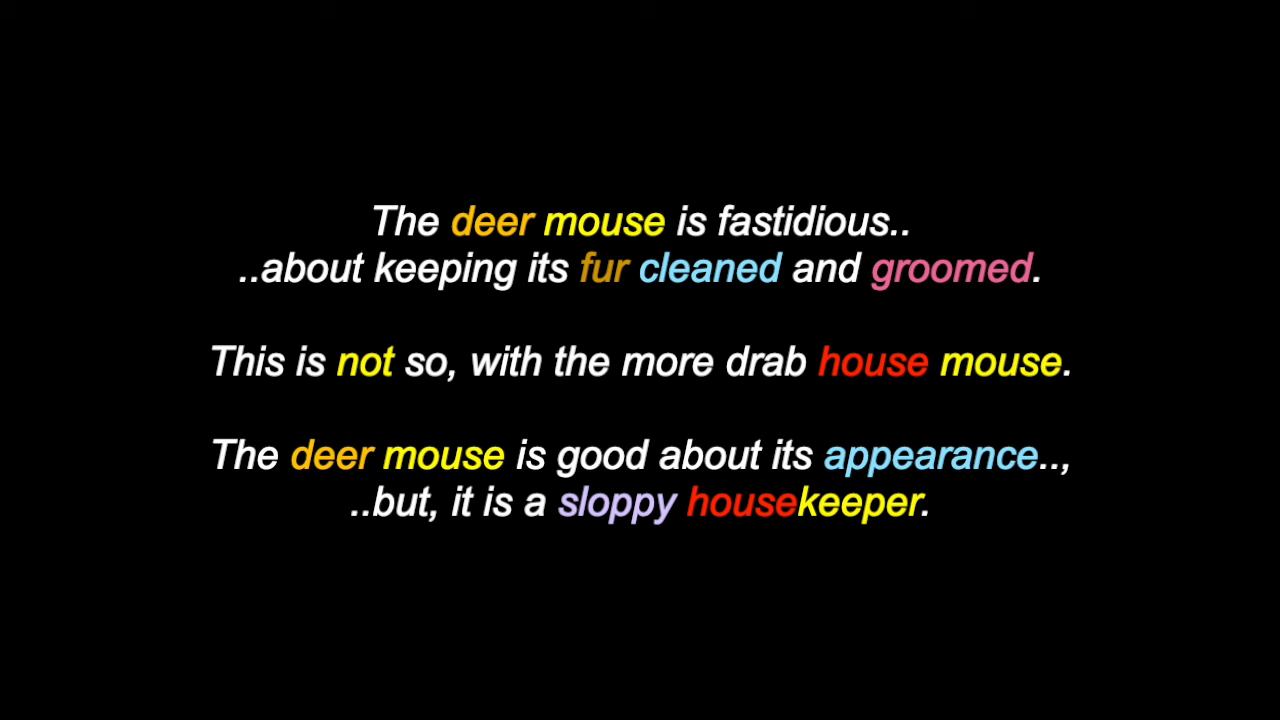 The deer mouse is fastidious..
..about keeping its fur cleaned and groomed.
This is not so, with the more drab house mouse.
The deer mouse is good about its appearance..,
..but, it is a sloppy housekeeper.